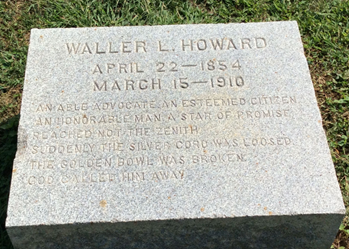 WALLER L. HOWARD
APRIL 22—1854
MARCH 15—1910
AN ABLE ADVOCATE, AN ESTEEMED CITIZEN
AN HONORABLE MAN, A STAR OF PROMISE
REACHED NOT THE ZENITH.
SUDDENLY THE SILVER CORD WAS LOOSED
THE GOLDEN BOWL WAS BROKEN.
GOD CALLED HIM AWAY